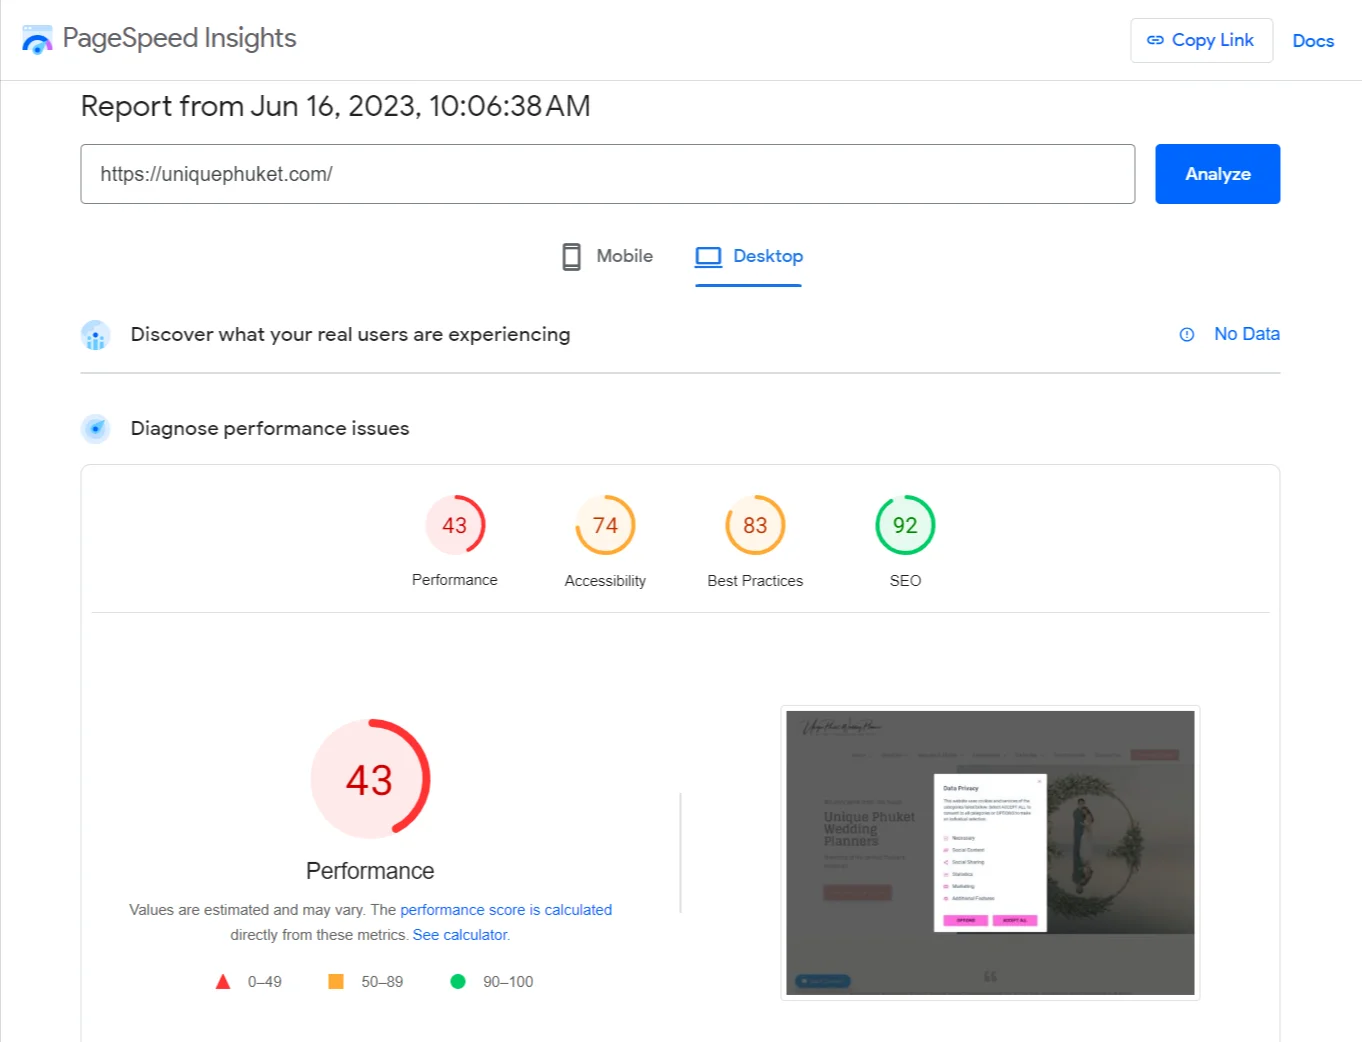 PageSpeed Insights
Copy Link
Docs
Report from Jun 16, 2023, 10:06:38 AM
https://uniquephuket.com/
Analyze
Mobile
Desktop
Discover what your real users are experiencing
No Data
Diagnose performance issues
43
74
83
92
Performance
Accessibility
Best Practices
SEO
43
Performance
Values are estimated and may vary. The performance score is calculated
directly from these metrics. See calculator.
0–49
50–89
90–100
Unique Phuket
Wedding
Planners
Data Privacy
Necessary
Social Content
Social Sharing
Statistics
Marketing
Additional Features
OPTIONS
ACCEPT ALL